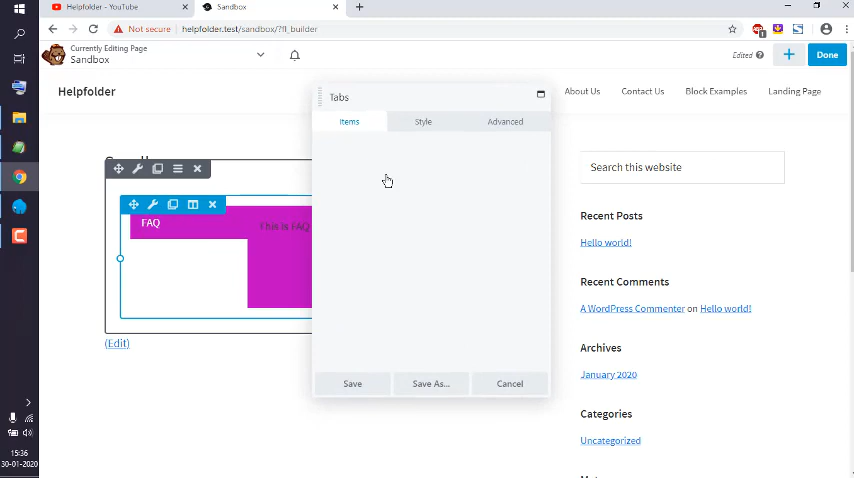 Helpfolder - YouTube
Sandbox
Not secure
helpfolder.test/sandbox/?fl_builder
1
Currently Editing Page
Sandbox
Edited
Done
Helpfolder
About Us
Contact Us
Block Examples
Landing Page
Tabs
Items
Style
Advanced
Search this website
FAQ
This is FAQ
Recent Posts
Hello world!
Recent Comments
A WordPress Commenter on Hello world!
(Edit)
Archives
January 2020
Save
Save As...
Cancel
Categories
Uncategorized
15:36
30-01-2020